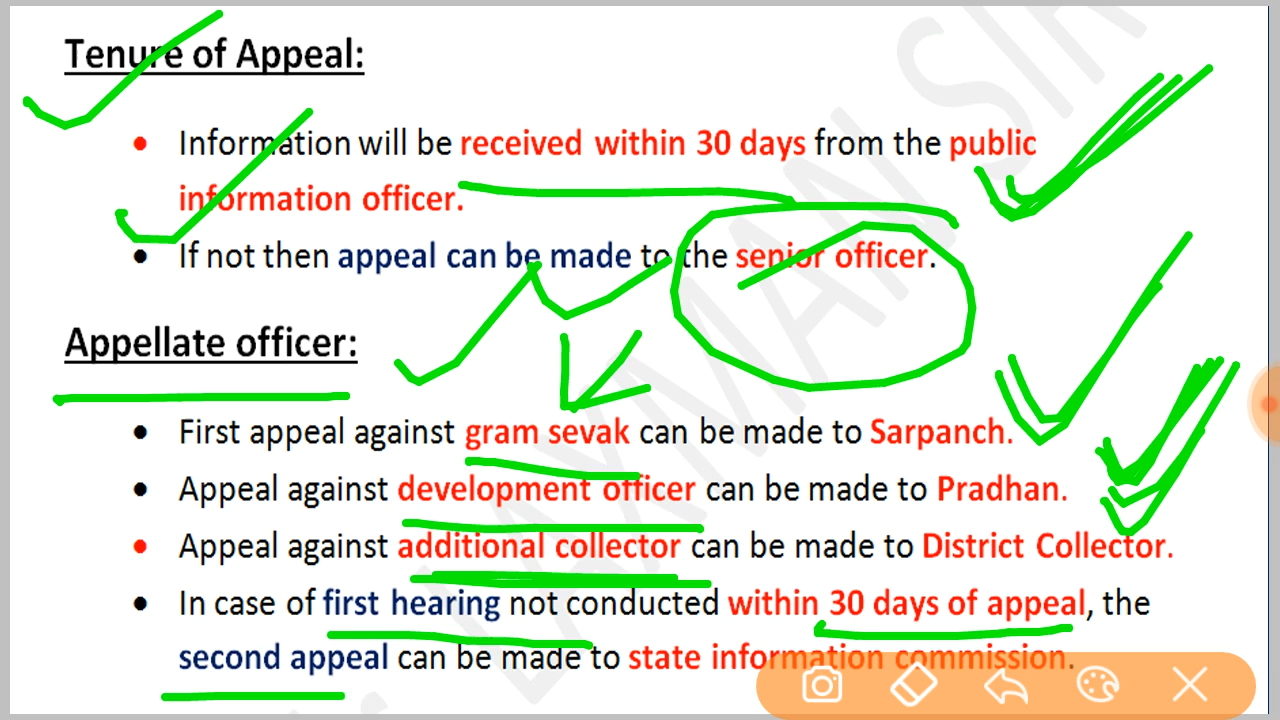 Tenure of Appeal:
• Information will be received within 30 days from the public
information officer.
• If not then appeal can be made to the senior officer.
Appellate officer:
• First appeal against gram sevak can be made to Sarpanch.
• Appeal against development officer can be made to Pradhan.
• Appeal against additional collector can be made to District Collector.
• In case of first hearing not conducted within 30 days of appeal, the
second appeal can be made to state information commission.
LAXMAN SIR